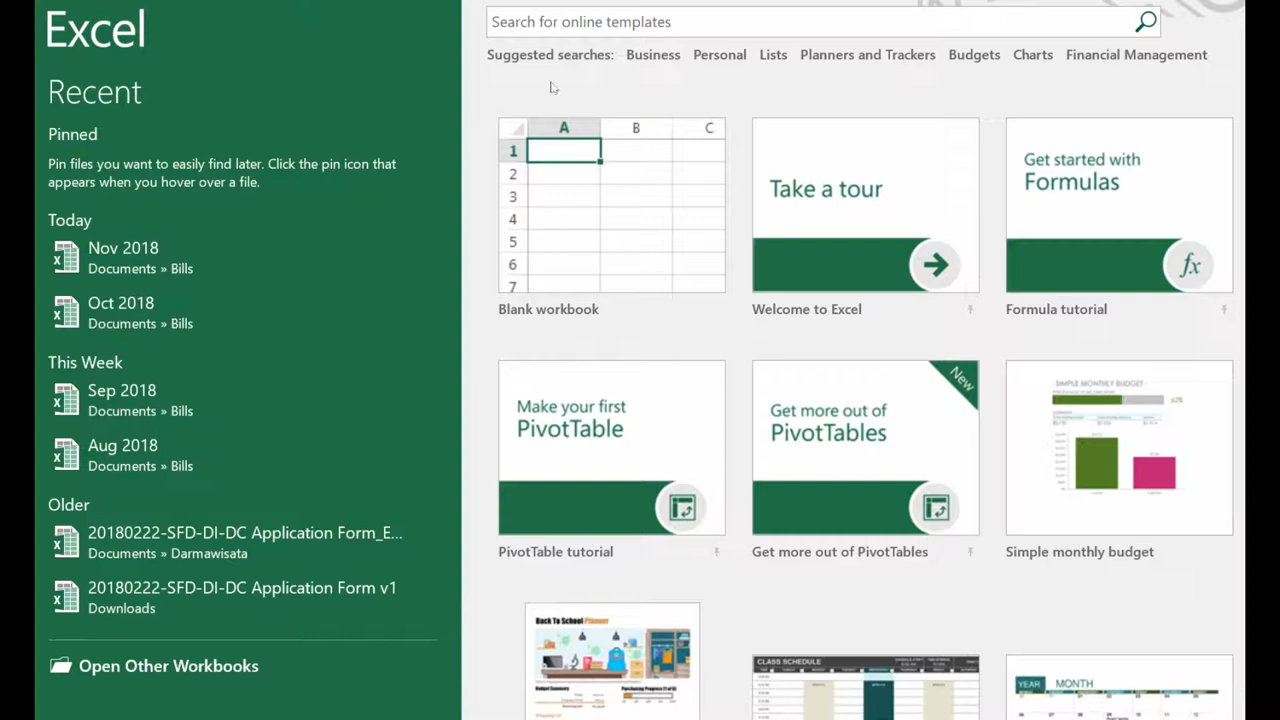 Excel
Recent
Pinned
Pin files you want to easily find later. Click the pin icon that
appears when you hover over a file.
Today
Nov 2018
Documents » Bills
Oct 2018
Documents » Bills
This Week
Sep 2018
Documents » Bills
Aug 2018
Documents » Bills
Older
20180222-SFD-DI-DC Application Form_E...
Documents » Darmawisata
20180222-SFD-DI-DC Application Form v1
Downloads
Open Other Workbooks
Search for online templates
Suggested searches: Business Personal Lists Planners and Trackers Budgets Charts Financial Management
A B C
1
2
3
4
5
6
7
Blank workbook
Take a tour
Welcome to Excel
Get started with
Formulas
fx
Formula tutorial
Make your first
PivotTable
PivotTable tutorial
New
Get more out of
PivotTables
Get more out of PivotTables
SIMPLE MONTHLY BUDGET
Simple monthly budget
Back To School Planner
Budget Summary
CLASS SCHEDULE
YEAR MONTH